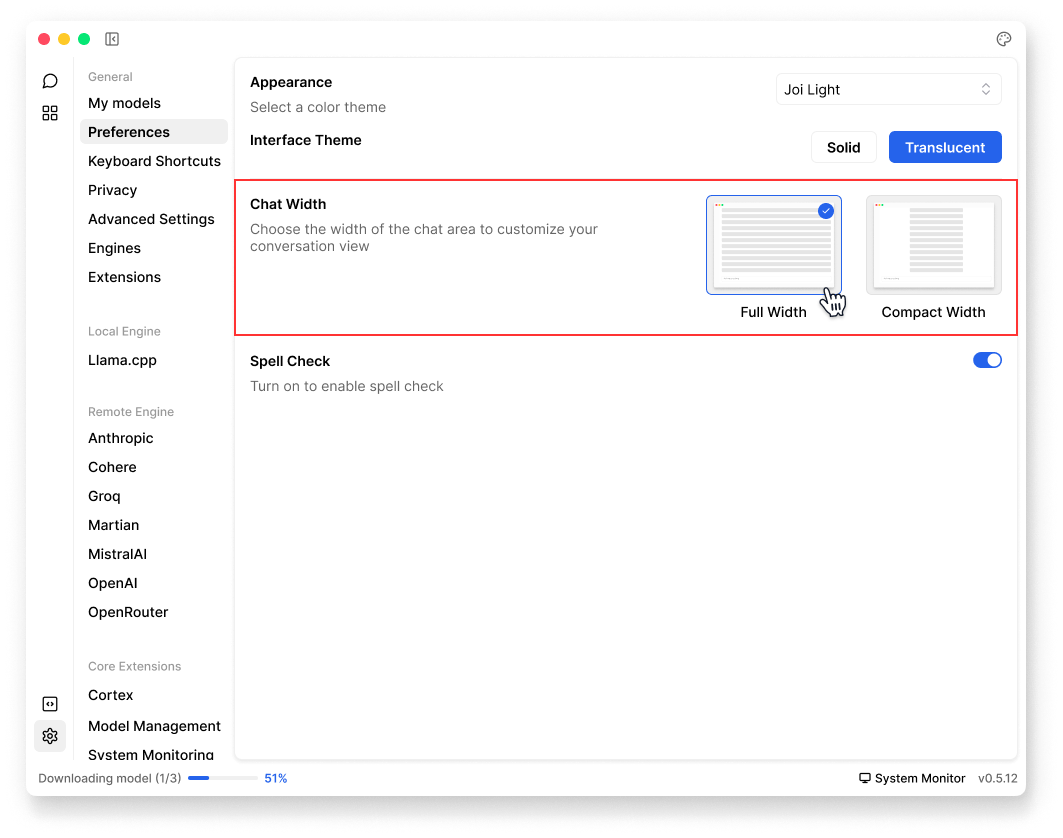 General
My models
Preferences
Keyboard Shortcuts
Privacy
Advanced Settings
Engines
Extensions
Local Engine
Llama.cpp
Remote Engine
Anthropic
Cohere
Groq
Martian
MistralAI
OpenAI
OpenRouter
Core Extensions
Cortex
Model Management
System Monitoring
Appearance
Select a color theme
Joi Light
Interface Theme
Solid
Translucent
Chat Width
Choose the width of the chat area to customize your
conversation view
Full Width
Compact Width
Spell Check
Turn on to enable spell check
Downloading model (1/3)
51%
System Monitor
v0.5.12